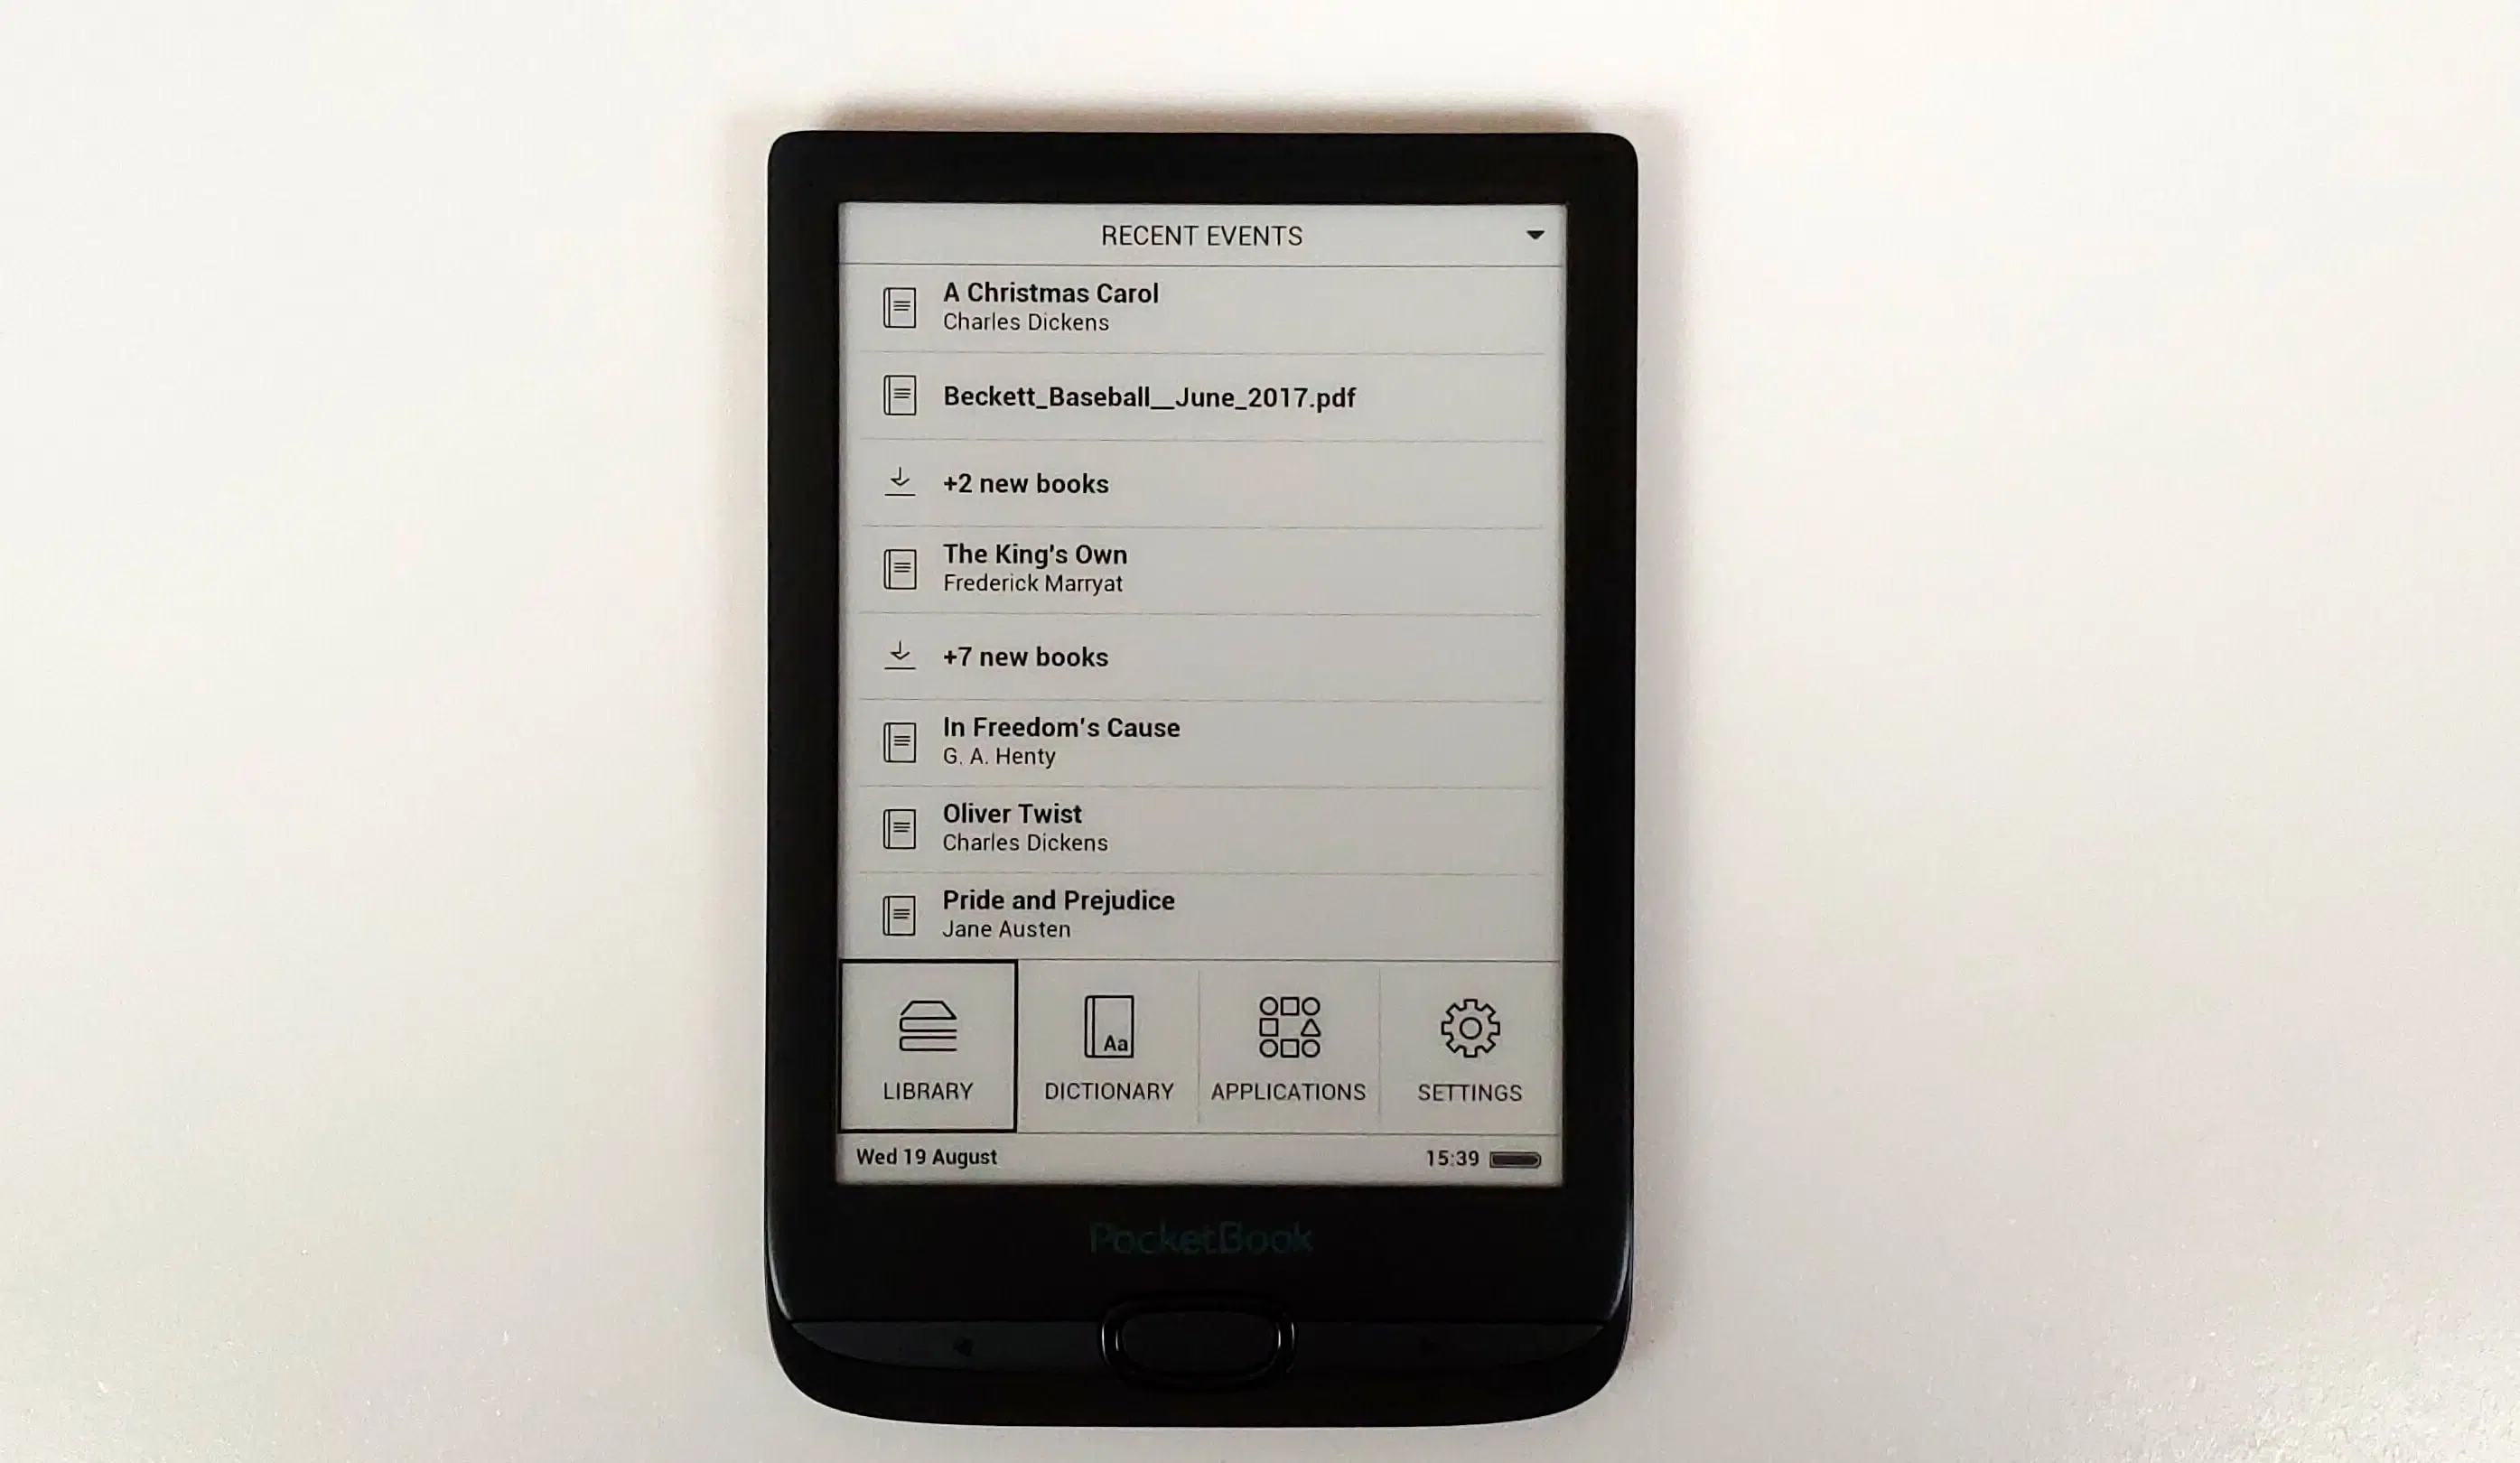 RECENT EVENTS
A Christmas Carol
Charles Dickens
Beckett_Baseball__June_2017.pdf
+2 new books
The King's Own
Frederick Marryat
+7 new books
In Freedom's Cause
G. A. Henty
Oliver Twist
Charles Dickens
Pride and Prejudice
Jane Austen
Aa
LIBRARY DICTIONARY APPLICATIONS SETTINGS
Wed 19 August 15:39
PocketBook